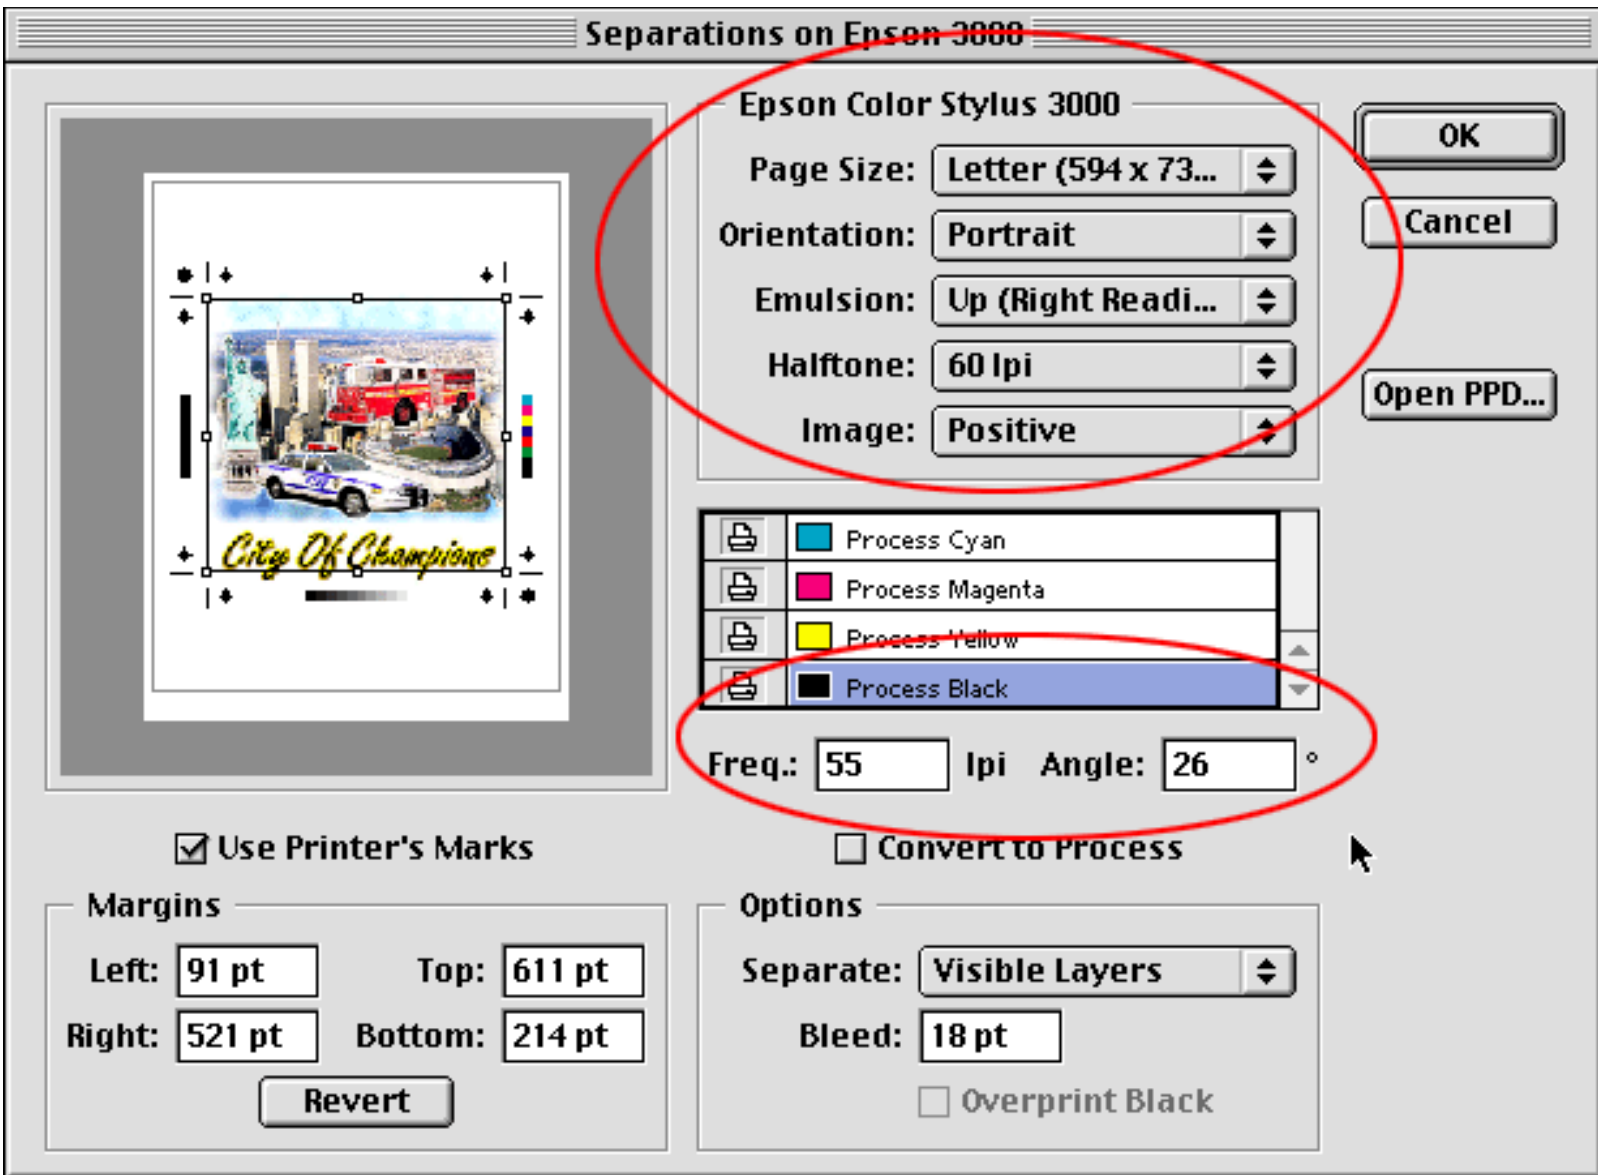 Separations on Epson 3000
Epson Color Stylus 3000
Page Size: Letter (594 x 73...
Orientation: Portrait
Emulsion: Up (Right Readi...
Halftone: 60 lpi
Image: Positive
OK
Cancel
Open PPD...
City Of Champions
Process Cyan
Process Magenta
Process Yellow
Process Black
Freq.: 55 lpi Angle: 26 °
Use Printer's Marks
Convert to Process
Margins
Left: 91 pt Top: 611 pt
Right: 521 pt Bottom: 214 pt
Revert
Options
Separate: Visible Layers
Bleed: 18 pt
Overprint Black